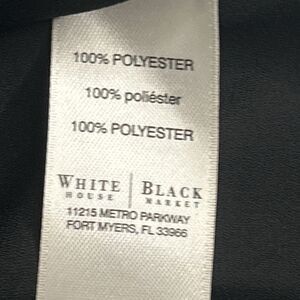 100% POLYESTER
100% poliéster
100% POLYESTER
WHITE | BLACK
HOUSE | MARKET
11215 METRO PARKWAY
FORT MYERS, FL 33966